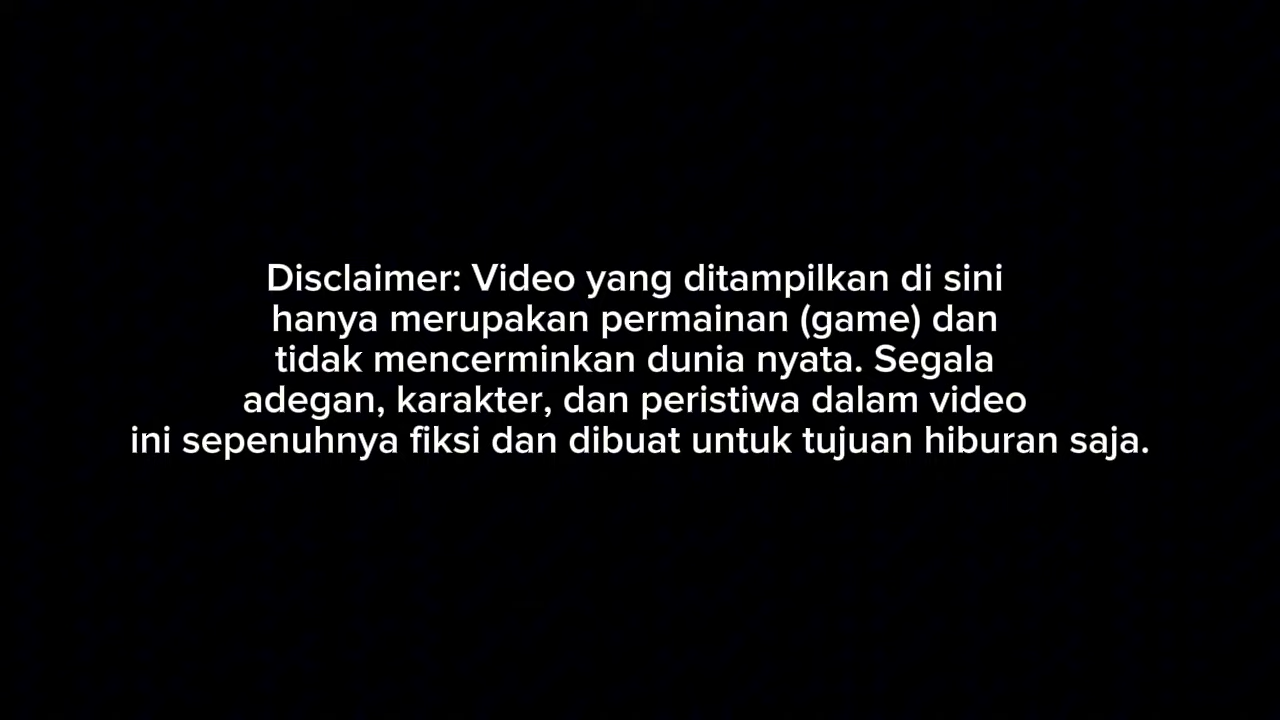 Disclaimer: Video yang ditampilkan di sini
hanya merupakan permainan (game) dan
tidak mencerminkan dunia nyata. Segala
adegan, karakter, dan peristiwa dalam video
ini sepenuhnya fiksi dan dibuat untuk tujuan hiburan saja.